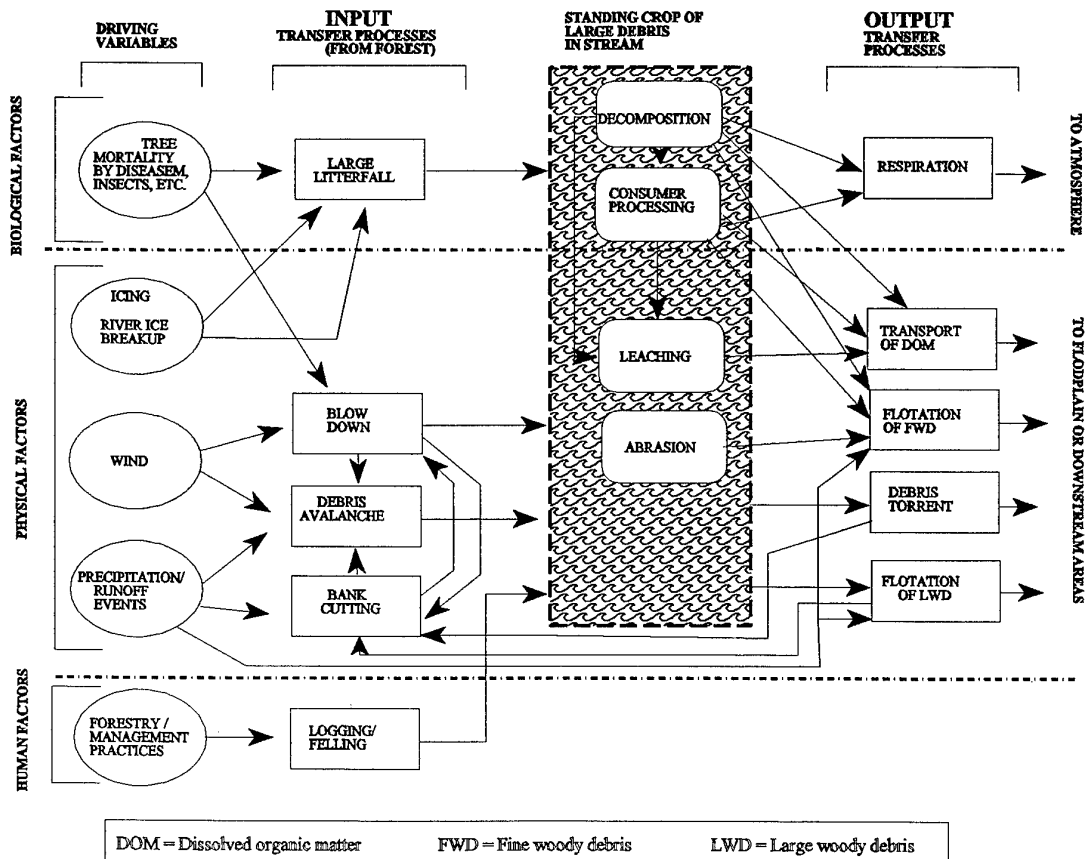 DRIVING
VARIABLES
INPUT
TRANSFER PROCESSES
(FROM FOREST)
STANDING CROP OF
LARGE DEBRIS
IN STREAM
OUTPUT
TRANSFER
PROCESSES
BIOLOGICAL FACTORS
TREE
MORTALITY
BY DISEASEM,
INSECTS, ETC.
LARGE
LITTERFALL
DECOMPOSITION
CONSUMER
PROCESSING
RESPIRATION
TO ATMOSPHERE
PHYSICAL FACTORS
ICING
RIVER ICE
BREAKUP
WIND
PRECIPITATION/
RUNOFF
EVENTS
BLOW
DOWN
DEBRIS
AVALANCHE
BANK
CUTTING
LEACHING
ABRASION
TRANSPORT
OF DOM
FLOTATION
OF FWD
DEBRIS
TORRENT
FLOTATION
OF LWD
TO FLODPLAIN OR DOWNSTREAM
AREAS
HUMAN FACTORS
FORESTRY /
MANAGEMENT
PRACTICES
LOGGING/
FELLING
DOM = Dissolved organic matter FWD = Fine woody debris LWD = Large woody debris